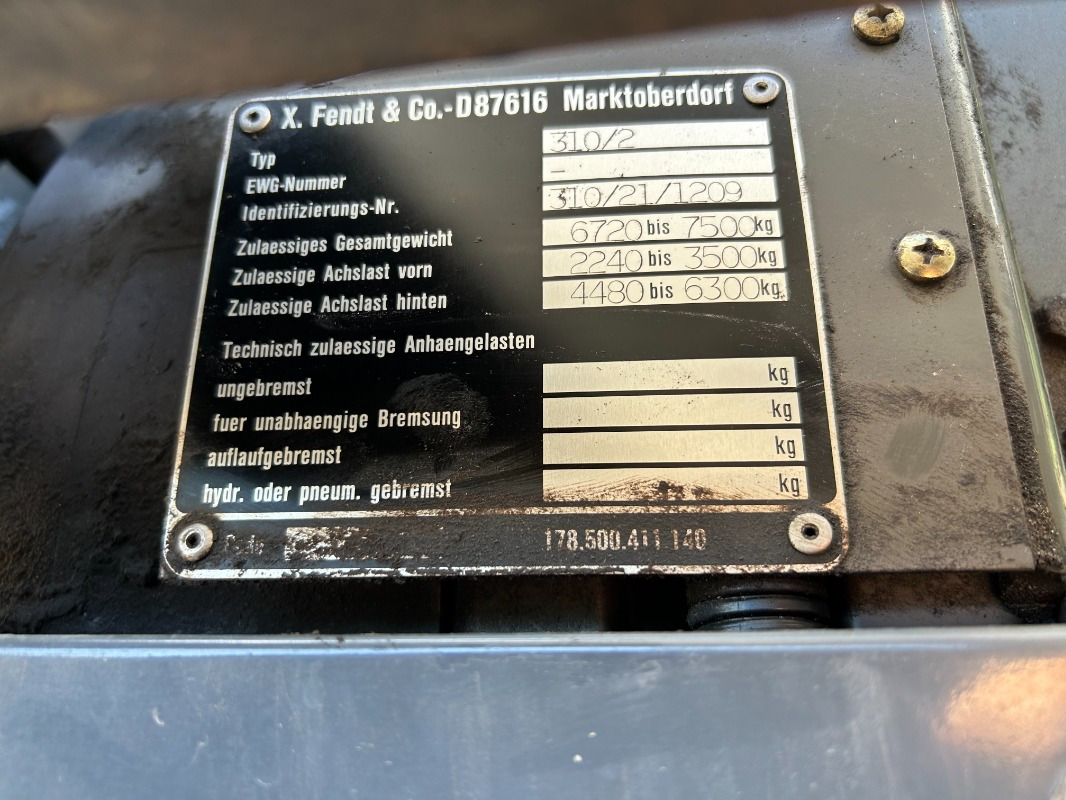 X. Fendt & Co.-D87616 Marktoberdorf
Typ 310/2
EWG-Nummer –
Identifizierungs-Nr. 310/21/1209
Zulaessiges Gesamtgewicht 6720 bis 7500 kg
Zulaessige Achslast vorn 2240 bis 3500 kg
Zulaessige Achslast hinten 4480 bis 6300 kg
Technisch zulaessige Anhaengelasten
ungebremst kg
fuer unabhaengige Bremsung kg
auflaufgebremst kg
hydr. oder pneum. gebremst kg
178.500.411 140